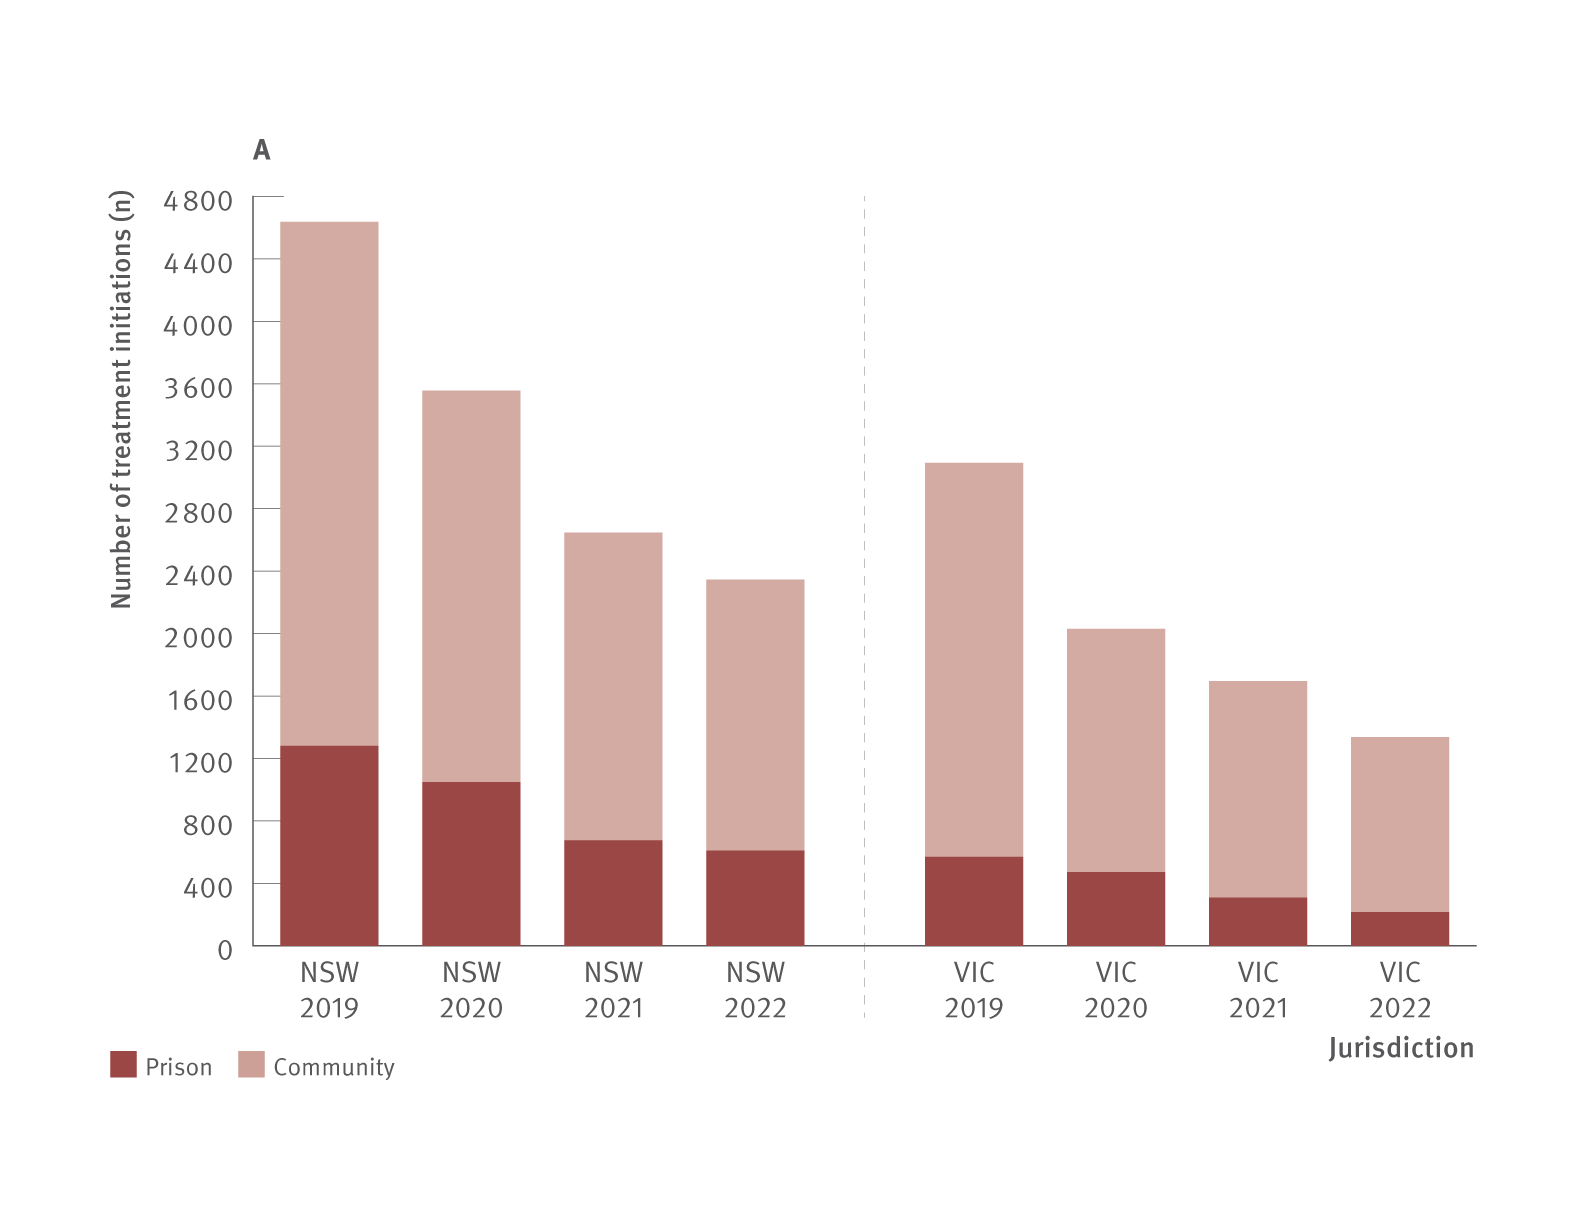 A
Number of treatment initiations (n)
4800
4400
4000
3600
3200
2800
2400
2000
1600
1200
800
400
0
NSW
2019
NSW
2020
NSW
2021
NSW
2022
VIC
2019
VIC
2020
VIC
2021
VIC
2022
Jurisdiction
Prison
Community